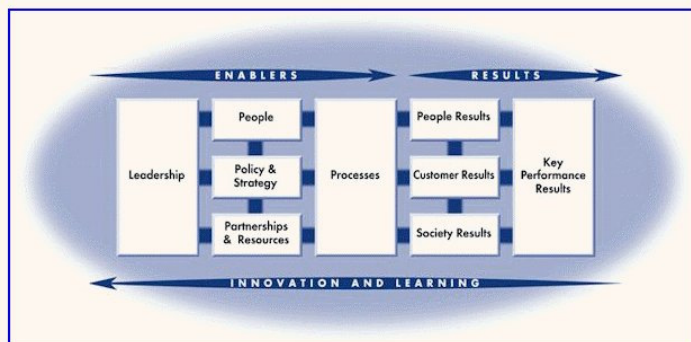 ENABLERS
RESULTS
People
People Results
Leadership
Policy &
Strategy
Processes
Customer Results
Key
Performance
Results
Partnerships
& Resources
Society Results
INNOVATION AND LEARNING